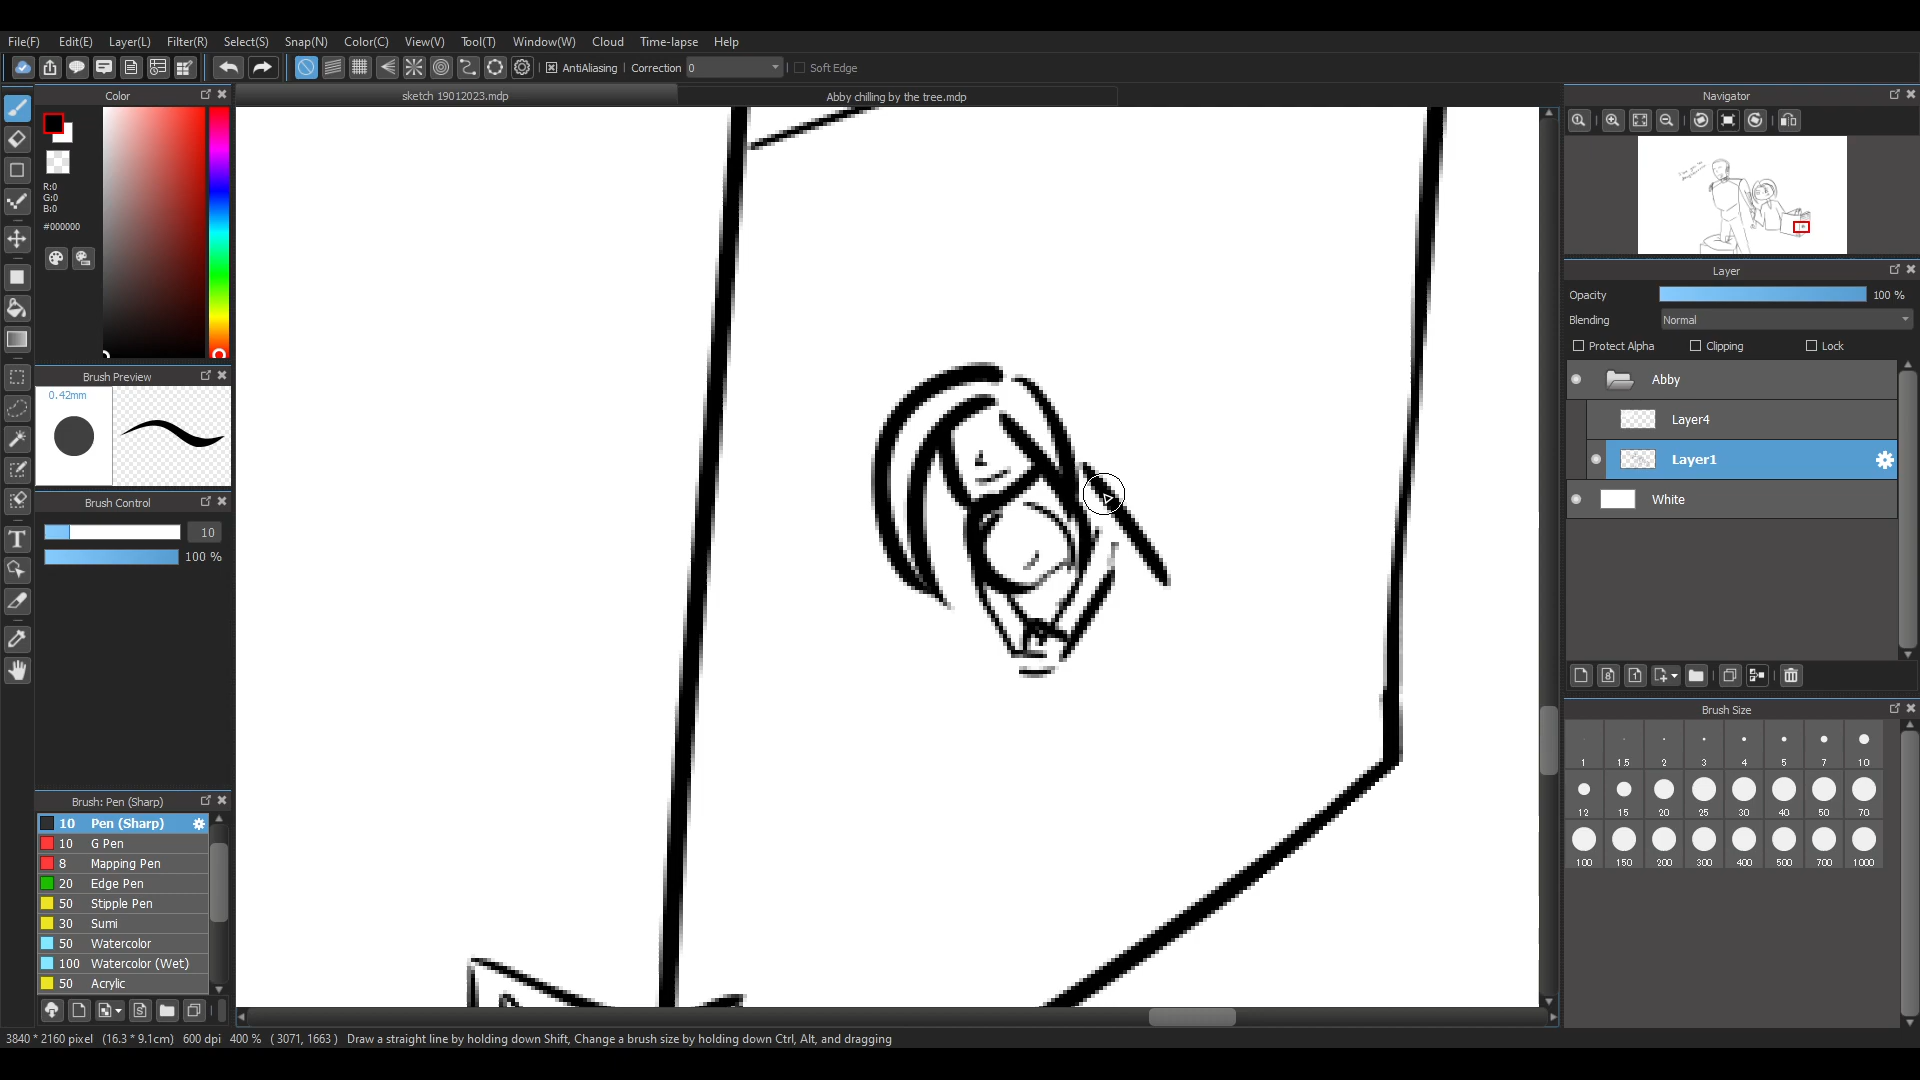 File(F) Edit(E) Layer(L) Filter(R) Select(S) Snap(N) Color(C) View(V) Tool(T) Window(W) Cloud Time-lapse Help
AntiAliasing Correction 0 Soft Edge
Color
R:0
G:0
B:0
#000000
Brush Preview
0.42mm
Brush Control
10
100 %
Brush: Pen (Sharp)
10 Pen (Sharp)
10 G Pen
8 Mapping Pen
20 Edge Pen
50 Stipple Pen
30 Sumi
50 Watercolor
100 Watercolor (Wet)
50 Acrylic
sketch 19012023.mdp
Abby chilling by the tree.mdp
Navigator
Layer
Opacity 100 %
Blending Normal
Protect Alpha Clipping Lock
Abby
Layer4
Layer1
White
Brush Size
1 1.5 2 3 4 5 7 10
12 15 20 25 30 40 50 70
100 150 200 300 400 500 700 1000
3840 * 2160 pixel (16.3 * 9.1cm) 600 dpi 400 % ( 3071, 1663 ) Draw a straight line by holding down Shift, Change a brush size by holding down Ctrl, Alt, and dragging